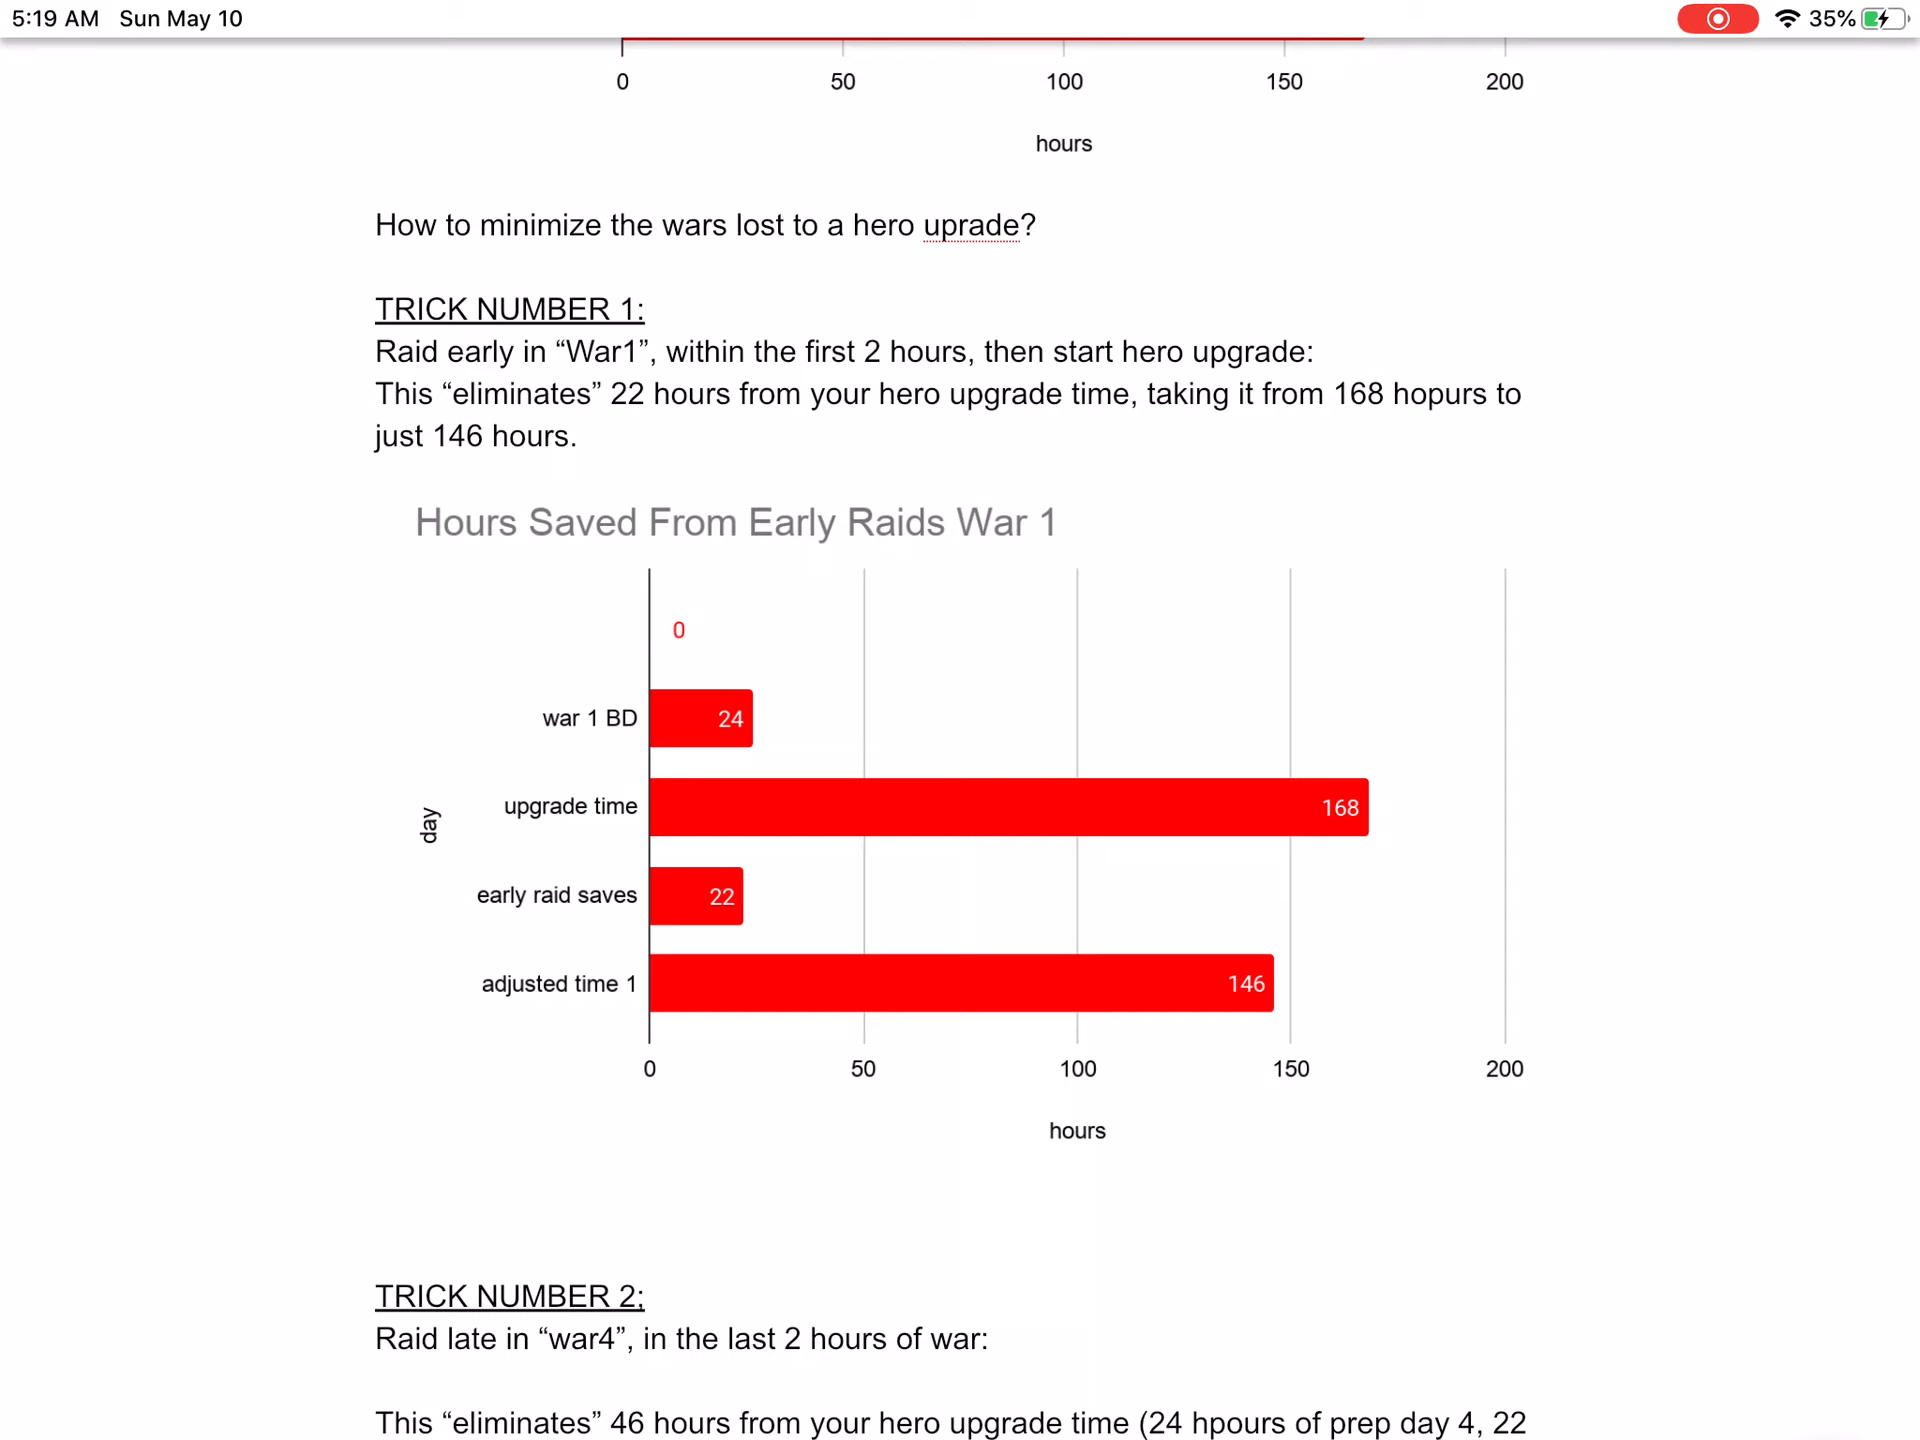 5:19 AM Sun May 10 35%
0 50 100 150 200
hours
How to minimize the wars lost to a hero uprade?
TRICK NUMBER 1:
Raid early in “War1”, within the first 2 hours, then start hero upgrade:
This “eliminates” 22 hours from your hero upgrade time, taking it from 168 hopurs to
just 146 hours.
Hours Saved From Early Raids War 1
0
war 1 BD 24
upgrade time 168
day
early raid saves 22
adjusted time 1 146
0 50 100 150 200
hours
TRICK NUMBER 2;
Raid late in “war4”, in the last 2 hours of war:
This “eliminates” 46 hours from your hero upgrade time (24 hpours of prep day 4, 22